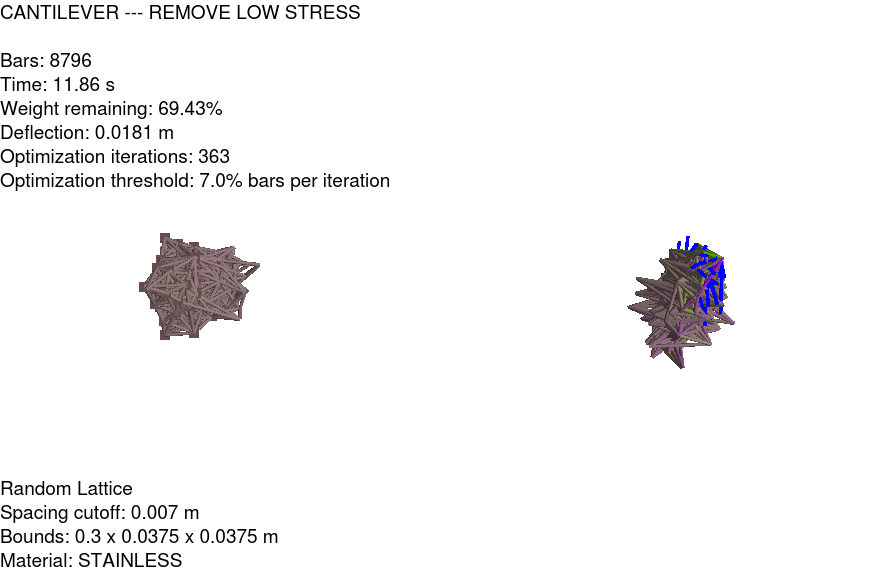 CANTILEVER --- REMOVE LOW STRESS
Bars: 8796
Time: 11.86 s
Weight remaining: 69.43%
Deflection: 0.0181 m
Optimization iterations: 363
Optimization threshold: 7.0% bars per iteration
Random Lattice
Spacing cutoff: 0.007 m
Bounds: 0.3 x 0.0375 x 0.0375 m
Material: STAINLESS